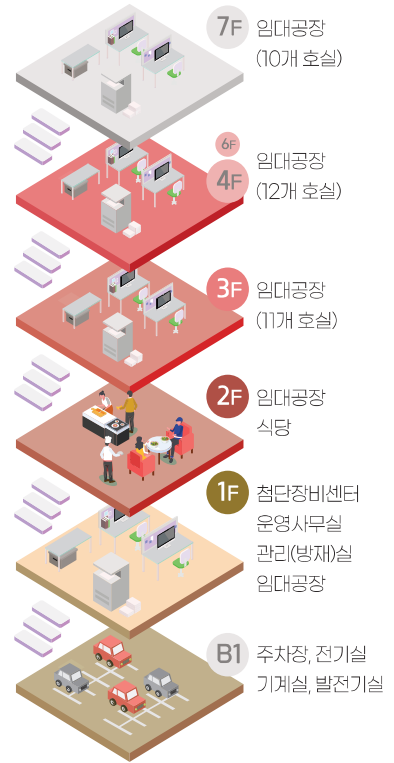 7F 임대공장
(10개 호실)
6F
4F 임대공장
(12개 호실)
3F 임대공장
(11개 호실)
2F 임대공장
식당
1F 첨단장비센터
운영사무실
관리(방재)실
임대공장
B1 주차장, 전기실
기계실, 발전기실